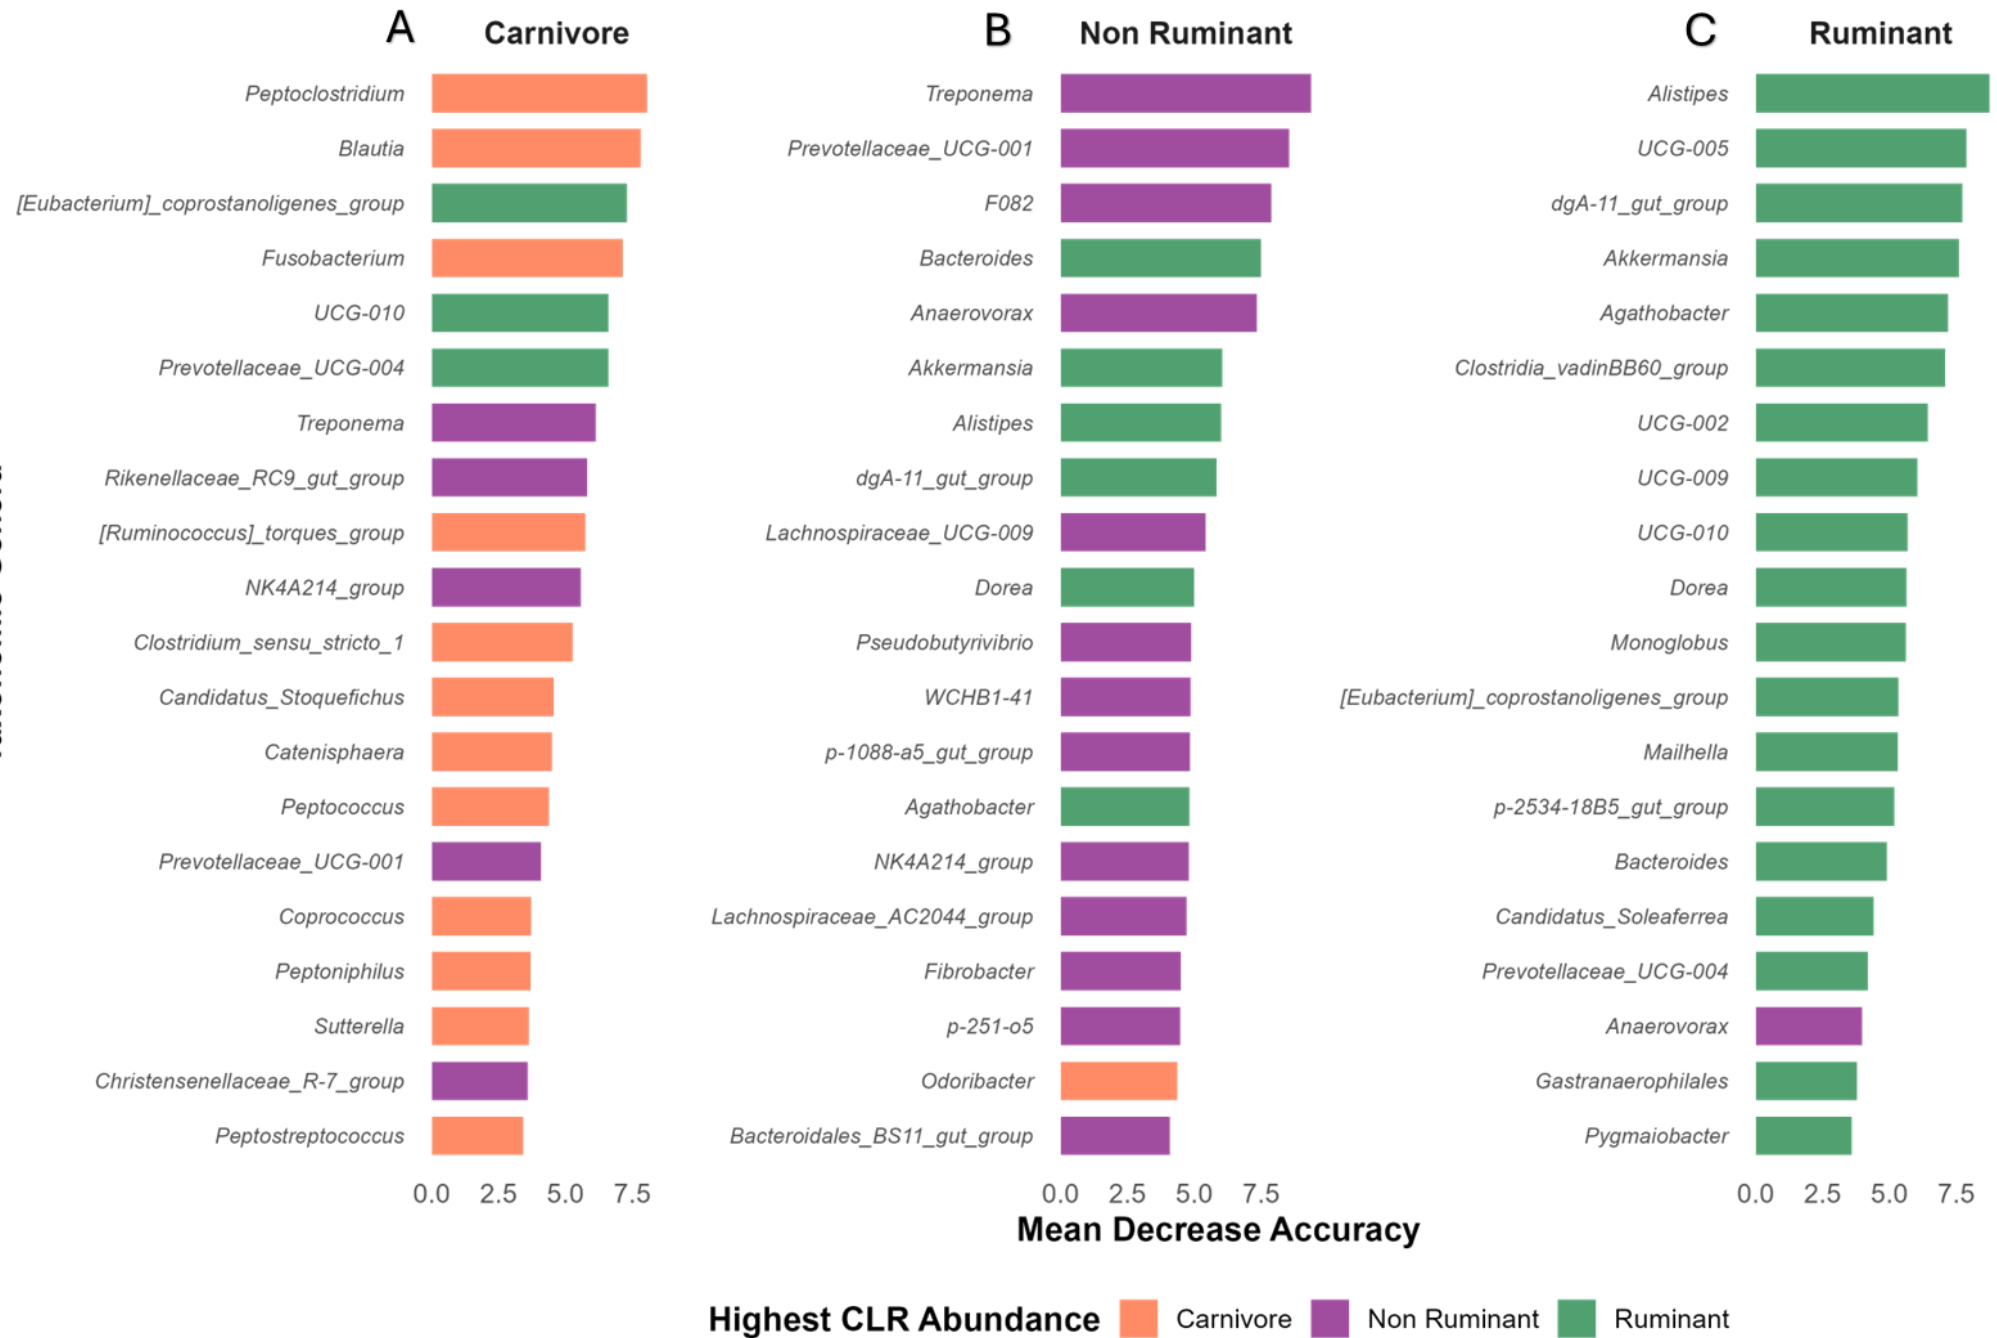 A Carnivore
Peptoclostridium
Blautia
[Eubacterium]_coprostanoligenes_group
Fusobacterium
UCG-010
Prevotellaceae_UCG-004
Treponema
Rikenellaceae_RC9_gut_group
[Ruminococcus]_torques_group
NK4A214_group
Clostridium_sensu_stricto_1
Candidatus_Stoquefichus
Catenisphaera
Peptococcus
Prevotellaceae_UCG-001
Coprococcus
Peptoniphilus
Sutterella
Christensenellaceae_R-7_group
Peptostreptococcus
0.0 2.5 5.0 7.5
B Non Ruminant
Treponema
Prevotellaceae_UCG-001
F082
Bacteroides
Anaerovorax
Akkermansia
Alistipes
dgA-11_gut_group
Lachnospiraceae_UCG-009
Dorea
Pseudobutyrivibrio
WCHB1-41
p-1088-a5_gut_group
Agathobacter
NK4A214_group
Lachnospiraceae_AC2044_group
Fibrobacter
p-251-o5
Odoribacter
Bacteroidales_BS11_gut_group
0.0 2.5 5.0 7.5
C Ruminant
Alistipes
UCG-005
dgA-11_gut_group
Akkermansia
Agathobacter
Clostridia_vadinBB60_group
UCG-002
UCG-009
UCG-010
Dorea
Monoglobus
[Eubacterium]_coprostanoligenes_group
Mailhella
p-2534-18B5_gut_group
Bacteroides
Candidatus_Soleaferrea
Prevotellaceae_UCG-004
Anaerovorax
Gastranaerophilales
Pygmaiobacter
0.0 2.5 5.0 7.5
Mean Decrease Accuracy
Highest CLR Abundance Carnivore Non Ruminant Ruminant